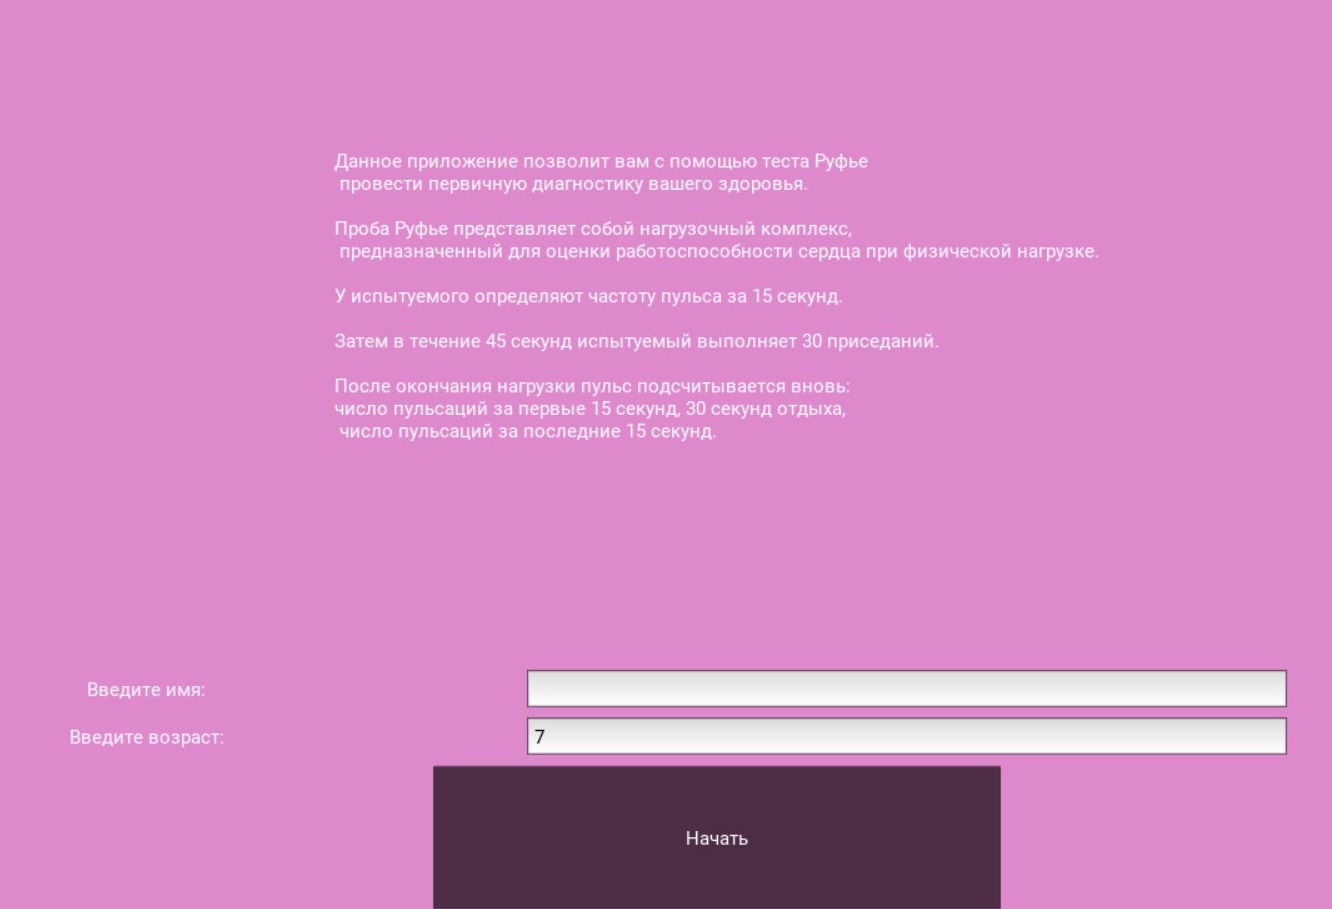 Данное приложение позволит вам с помощью теста Руфье
провести первичную диагностику вашего здоровья.
Проба Руфье представляет собой нагрузочный комплекс,
предназначенный для оценки работоспособности сердца при физической нагрузке.
У испытуемого определяют частоту пульса за 15 секунд.
Затем в течение 45 секунд испытуемый выполняет 30 приседаний.
После окончания нагрузки пульс подсчитывается вновь:
число пульсаций за первые 15 секунд, 30 секунд отдыха,
число пульсаций за последние 15 секунд.
Введите имя:
Введите возраст: 7
Начать